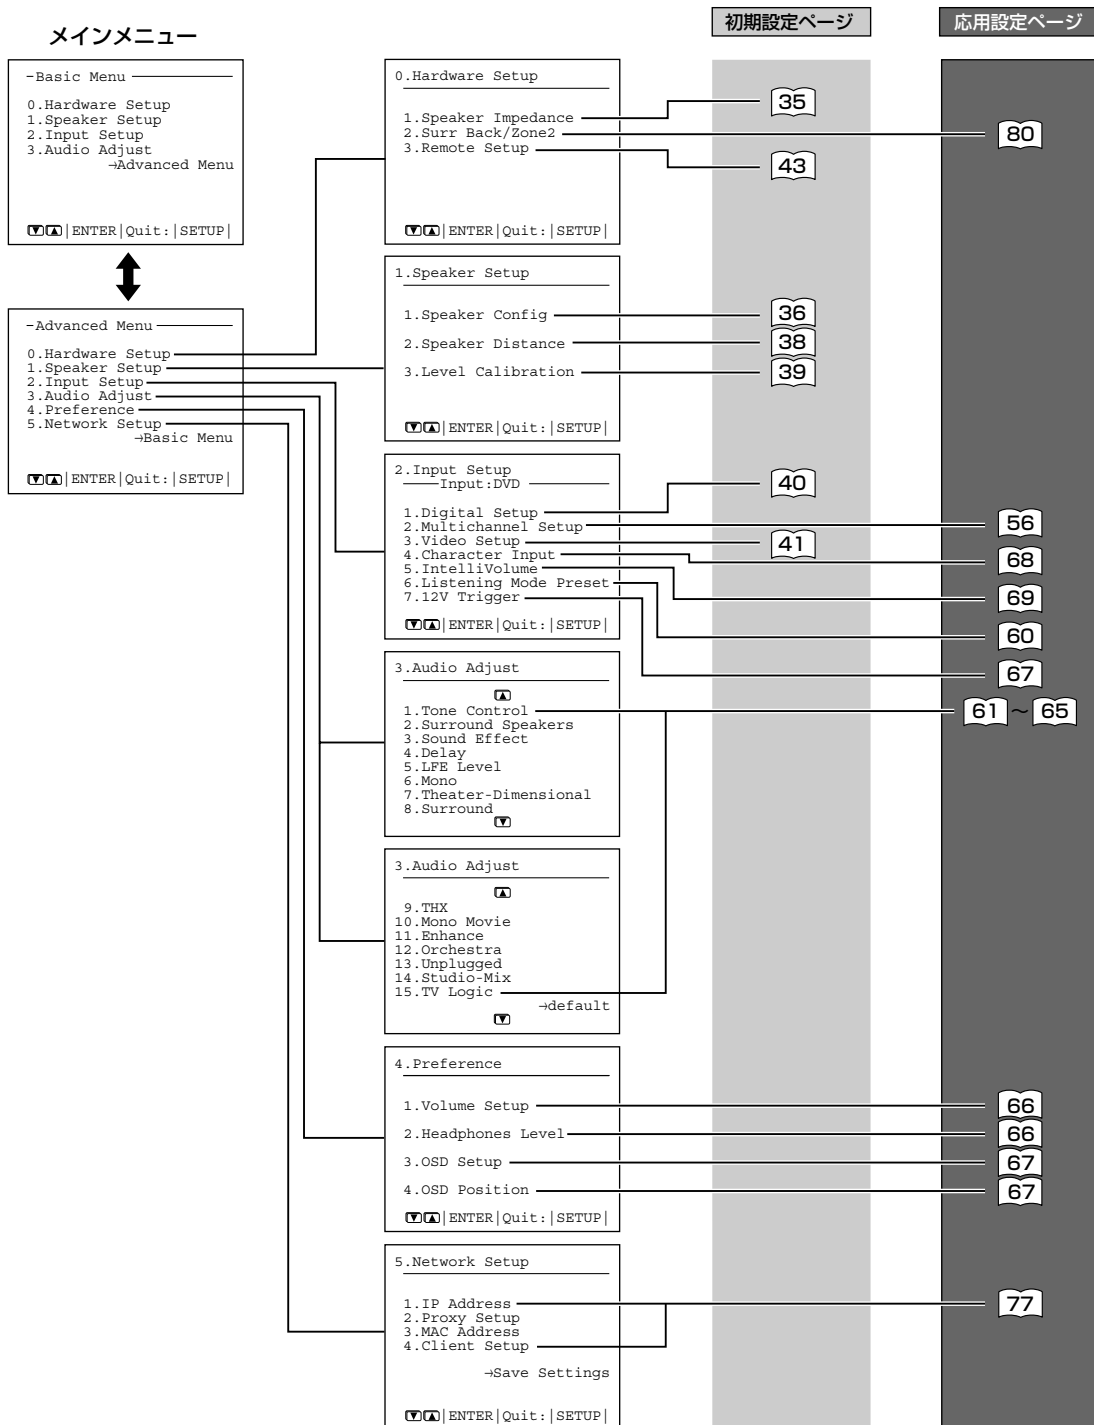 初期設定ページ
応用設定ページ
メインメニュー
-Basic Menu
0.Hardware Setup
1.Speaker Setup
2.Input Setup
3.Audio Adjust
→Advanced Menu
▼▲|ENTER|Quit:|SETUP|
-Advanced Menu
0.Hardware Setup
1.Speaker Setup
2.Input Setup
3.Audio Adjust
4.Preference
5.Network Setup
→Basic Menu
▼▲|ENTER|Quit:|SETUP|
0.Hardware Setup
1.Speaker Impedance 35
2.Surr Back/Zone2 80
3.Remote Setup 43
▼▲|ENTER|Quit:|SETUP|
1.Speaker Setup
1.Speaker Config 36
2.Speaker Distance 38
3.Level Calibration 39
▼▲|ENTER|Quit:|SETUP|
2.Input Setup
Input:DVD
1.Digital Setup 40
2.Multichannel Setup 56
3.Video Setup 41
4.Character Input 68
5.IntelliVolume 69
6.Listening Mode Preset 60
7.12V Trigger 67
▼▲|ENTER|Quit:|SETUP|
3.Audio Adjust
▲
1.Tone Control 61～65
2.Surround Speakers
3.Sound Effect
4.Delay
5.LFE Level
6.Mono
7.Theater-Dimensional
8.Surround
▼
3.Audio Adjust
▲
9.THX
10.Mono Movie
11.Enhance
12.Orchestra
13.Unplugged
14.Studio-Mix
15.TV Logic
→default
▼
4.Preference
1.Volume Setup 66
2.Headphones Level 66
3.OSD Setup 67
4.OSD Position 67
▼▲|ENTER|Quit:|SETUP|
5.Network Setup
1.IP Address 77
2.Proxy Setup
3.MAC Address
4.Client Setup
→Save Settings
▼▲|ENTER|Quit:|SETUP|